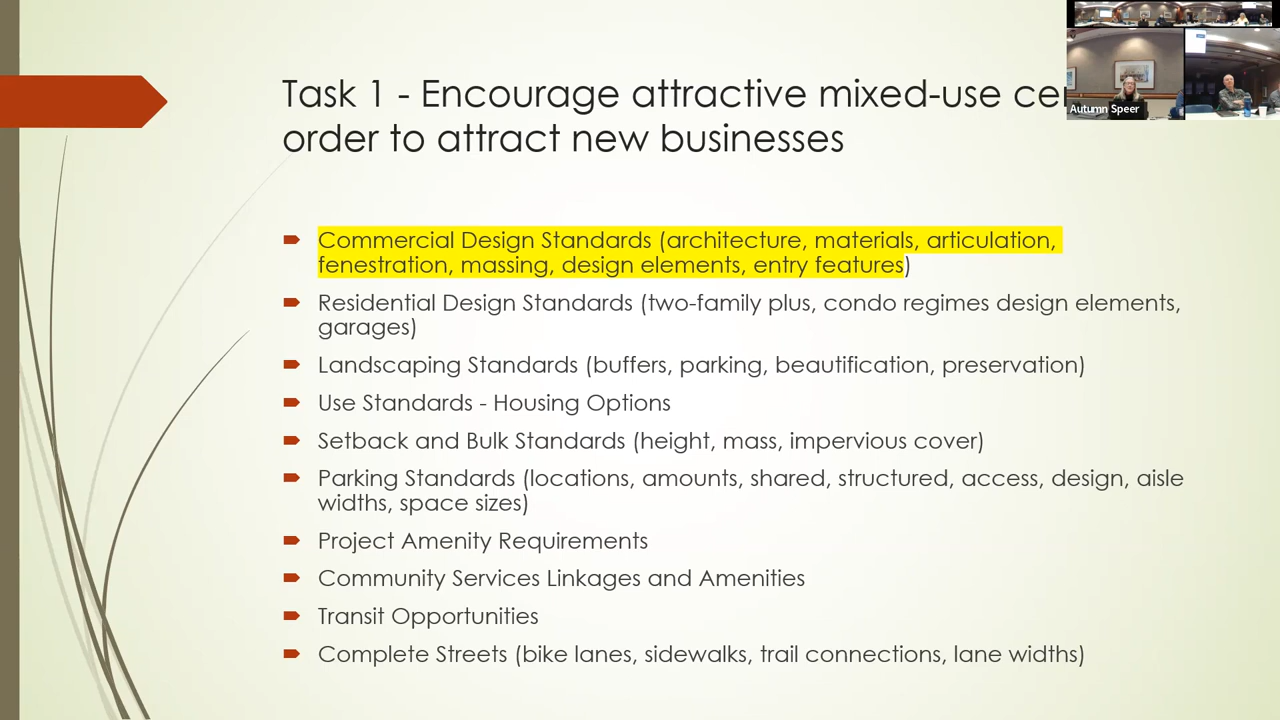 Task 1 - Encourage attractive mixed-use
order to attract new businesses
Autumn Speer
Commercial Design Standards (architecture, materials, articulation,
fenestration, massing, design elements, entry features)
Residential Design Standards (two-family plus, condo regimes design elements,
garages)
Landscaping Standards (buffers, parking, beautification, preservation)
Use Standards - Housing Options
Setback and Bulk Standards (height, mass, impervious cover)
Parking Standards (locations, amounts, shared, structured, access, design, aisle
widths, space sizes)
Project Amenity Requirements
Community Services Linkages and Amenities
Transit Opportunities
Complete Streets (bike lanes, sidewalks, trail connections, lane widths)